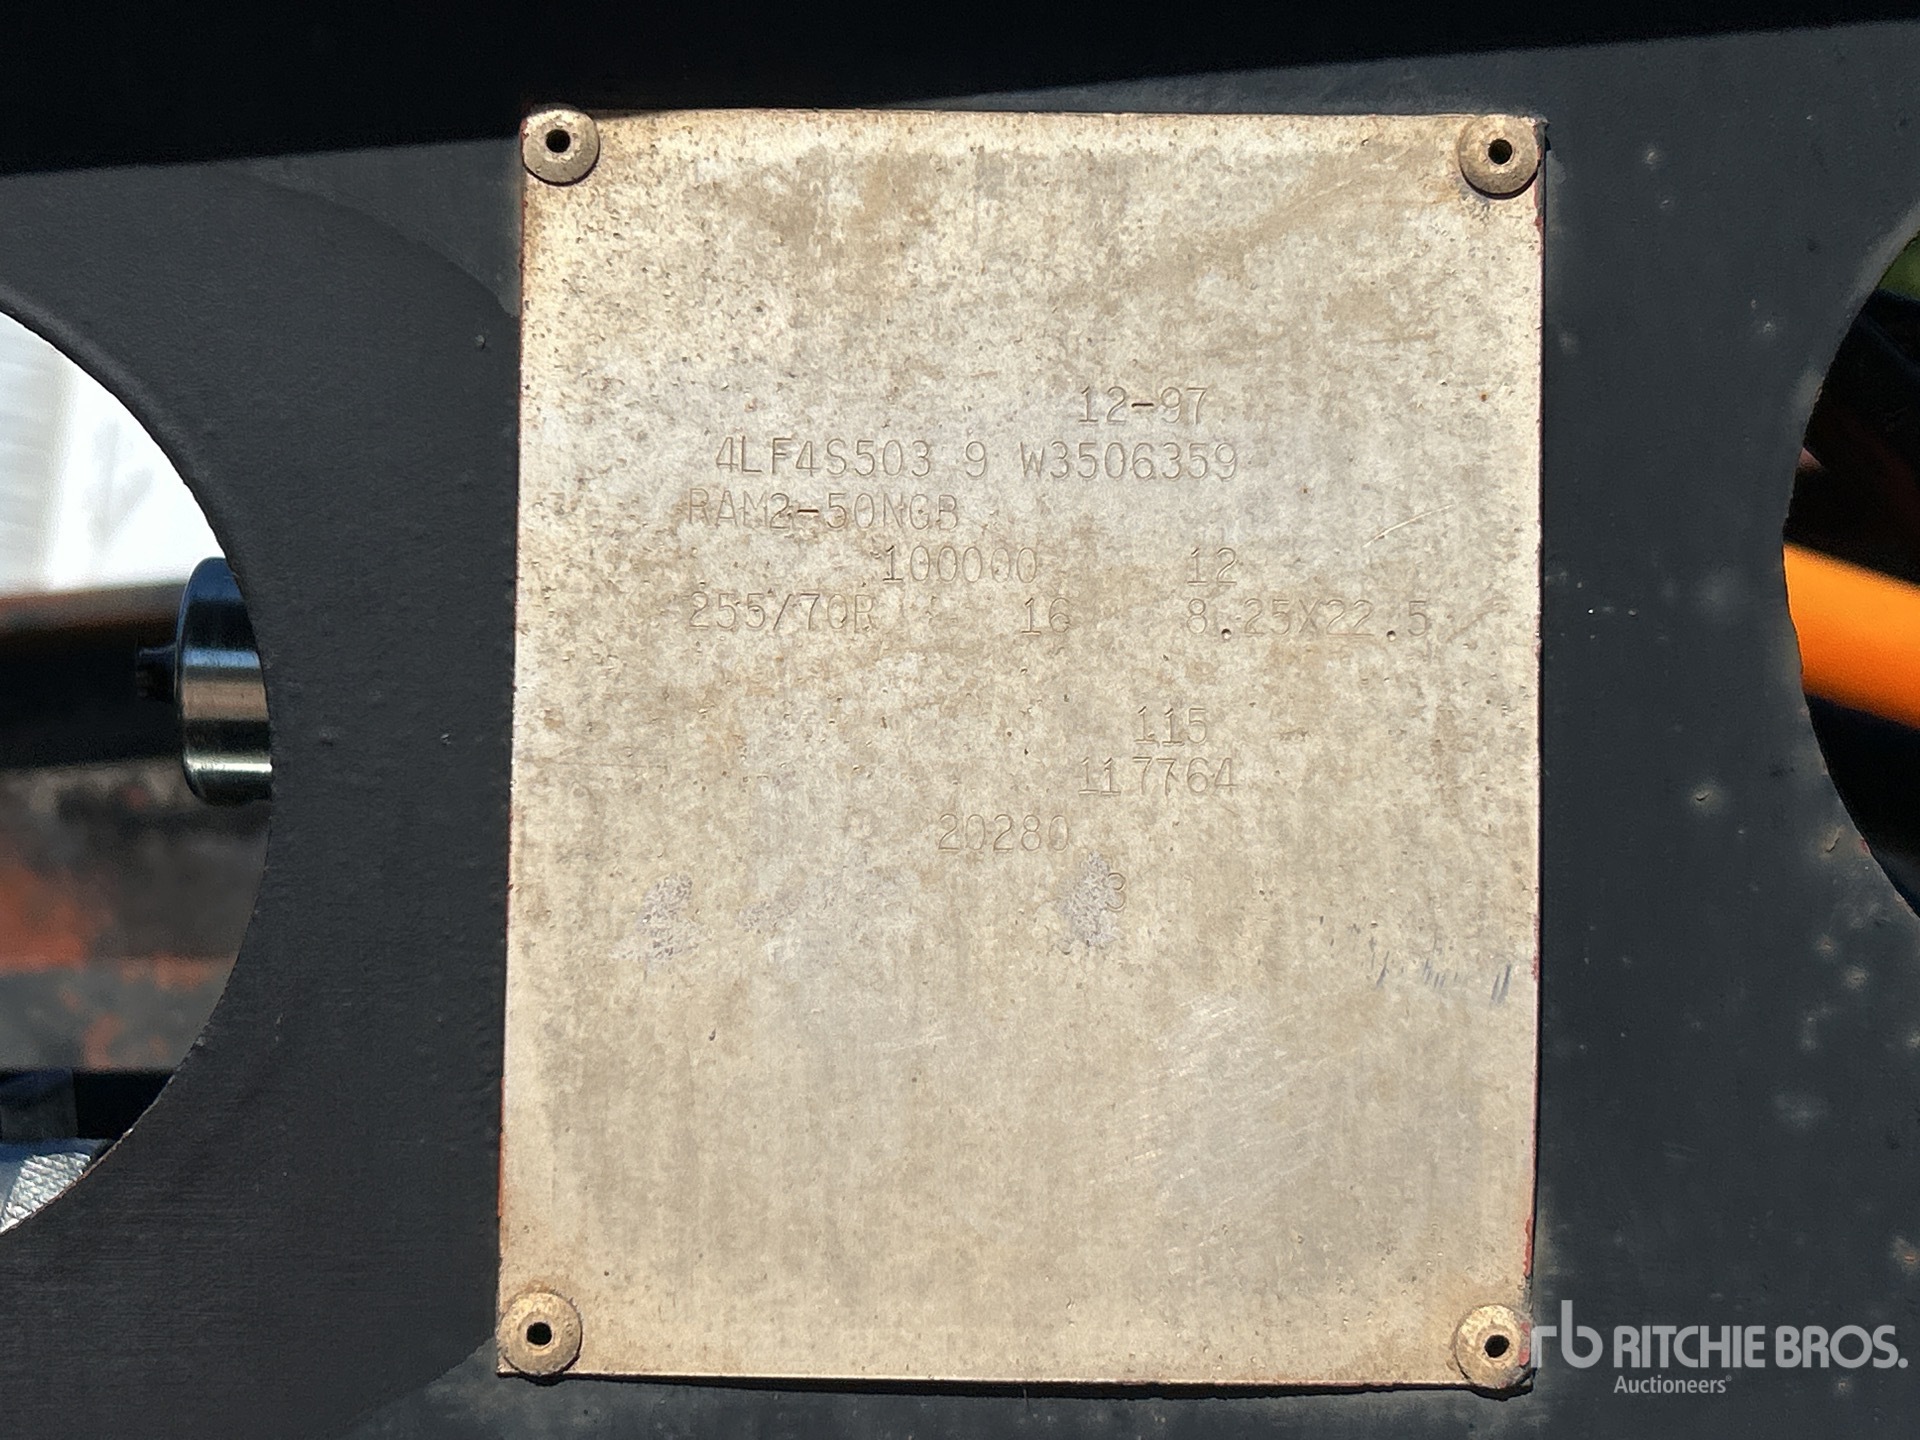 12-97
4LF4S503 9 W3506359
RAM2-50NGB
100000 12
255/70R 16 8.25X22.5
115
117764
20280
3
rb RITCHIE BROS.
Auctioneers